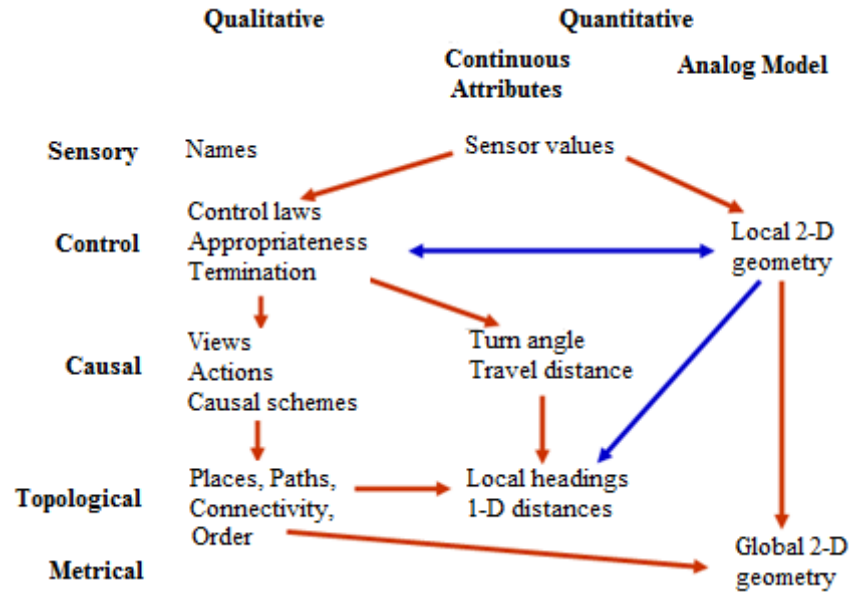 Qualitative
Quantitative
Continuous
Attributes
Analog Model
Sensory
Names
Sensor values
Control
Control laws
Appropriateness
Termination
Local 2-D
geometry
Causal
Views
Actions
Causal schemes
Turn angle
Travel distance
Topological
Places, Paths,
Connectivity,
Order
Local headings
1-D distances
Metrical
Global 2-D
geometry